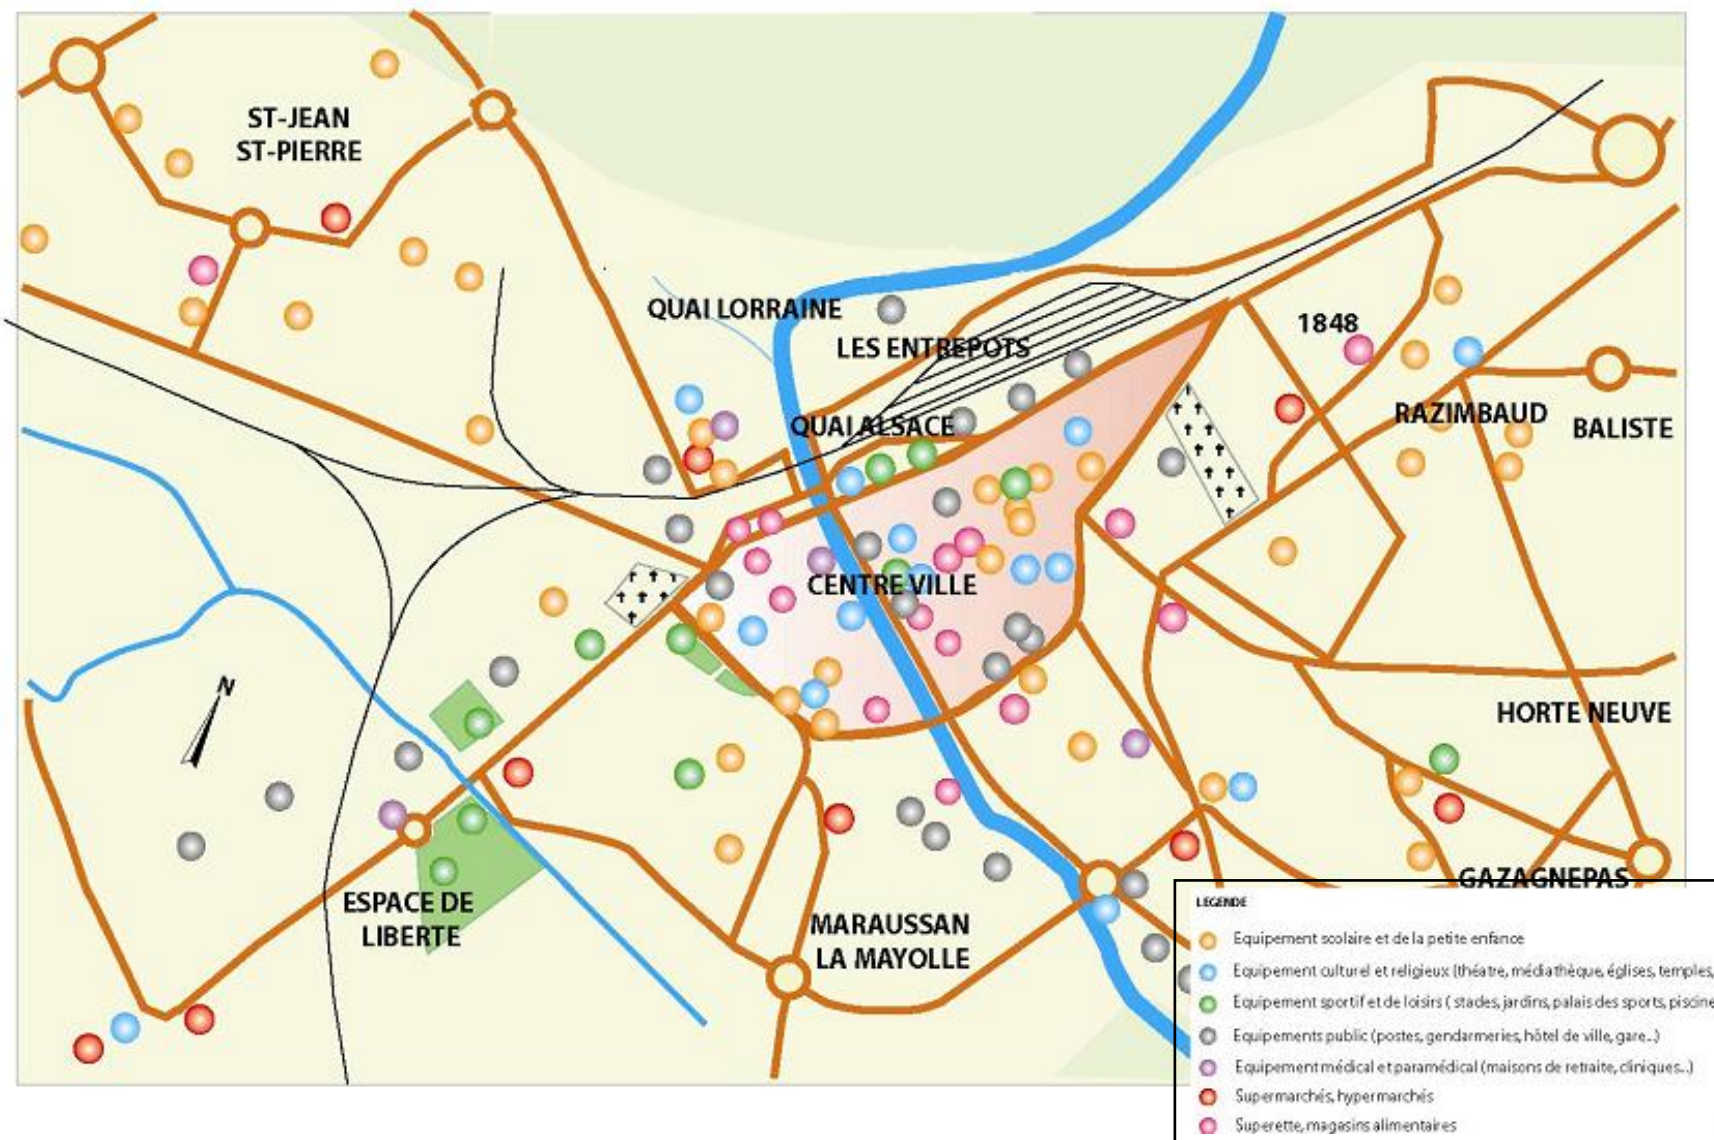 ST-JEAN
ST-PIERRE
QUAI LORRAINE
LES ENTREPOTS
1848
QUAI ALSACE
RAZIMBAUD
BALISTE
CENTRE VILLE
N
HORTE NEUVE
GAZAGNEPAS
ESPACE DE
LIBERTE
MARAUSSAN
LA MAYOLLE
LEGENDE
Equipement scolaire et de la petite enfance
Equipement culturel et religieux (théatre, médiathèque, églises, temples,
Equipement sportif et de loisirs ( stades, jardins, palais des sports, piscine
Equipements public (postes, gendarmeries, hôtel de ville, gare...)
Equipement médical et paramédical (maisons de retraite, cliniques...)
Supermarchés, hypermarchés
Superette, magasins alimentaires